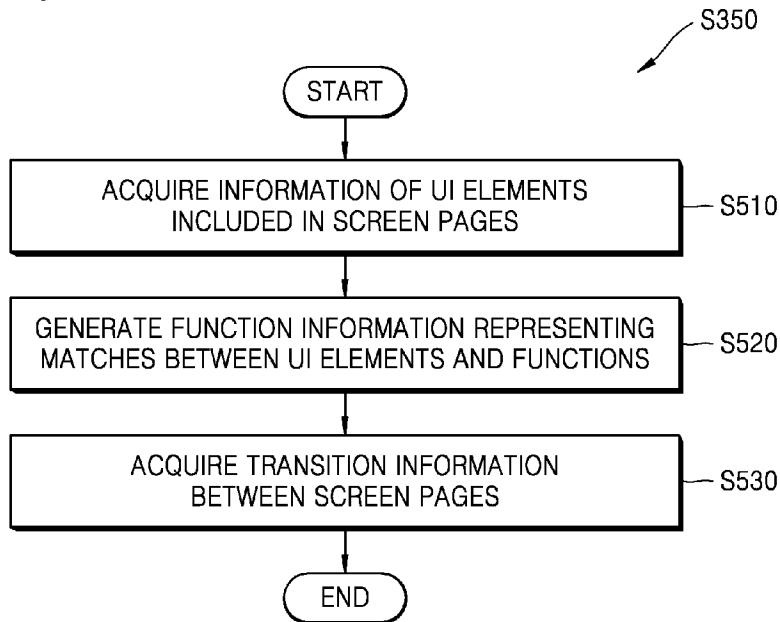 S350
START
ACQUIRE INFORMATION OF UI ELEMENTS
INCLUDED IN SCREEN PAGES
S510
GENERATE FUNCTION INFORMATION REPRESENTING
MATCHES BETWEEN UI ELEMENTS AND FUNCTIONS
S520
ACQUIRE TRANSITION INFORMATION
BETWEEN SCREEN PAGES
S530
END